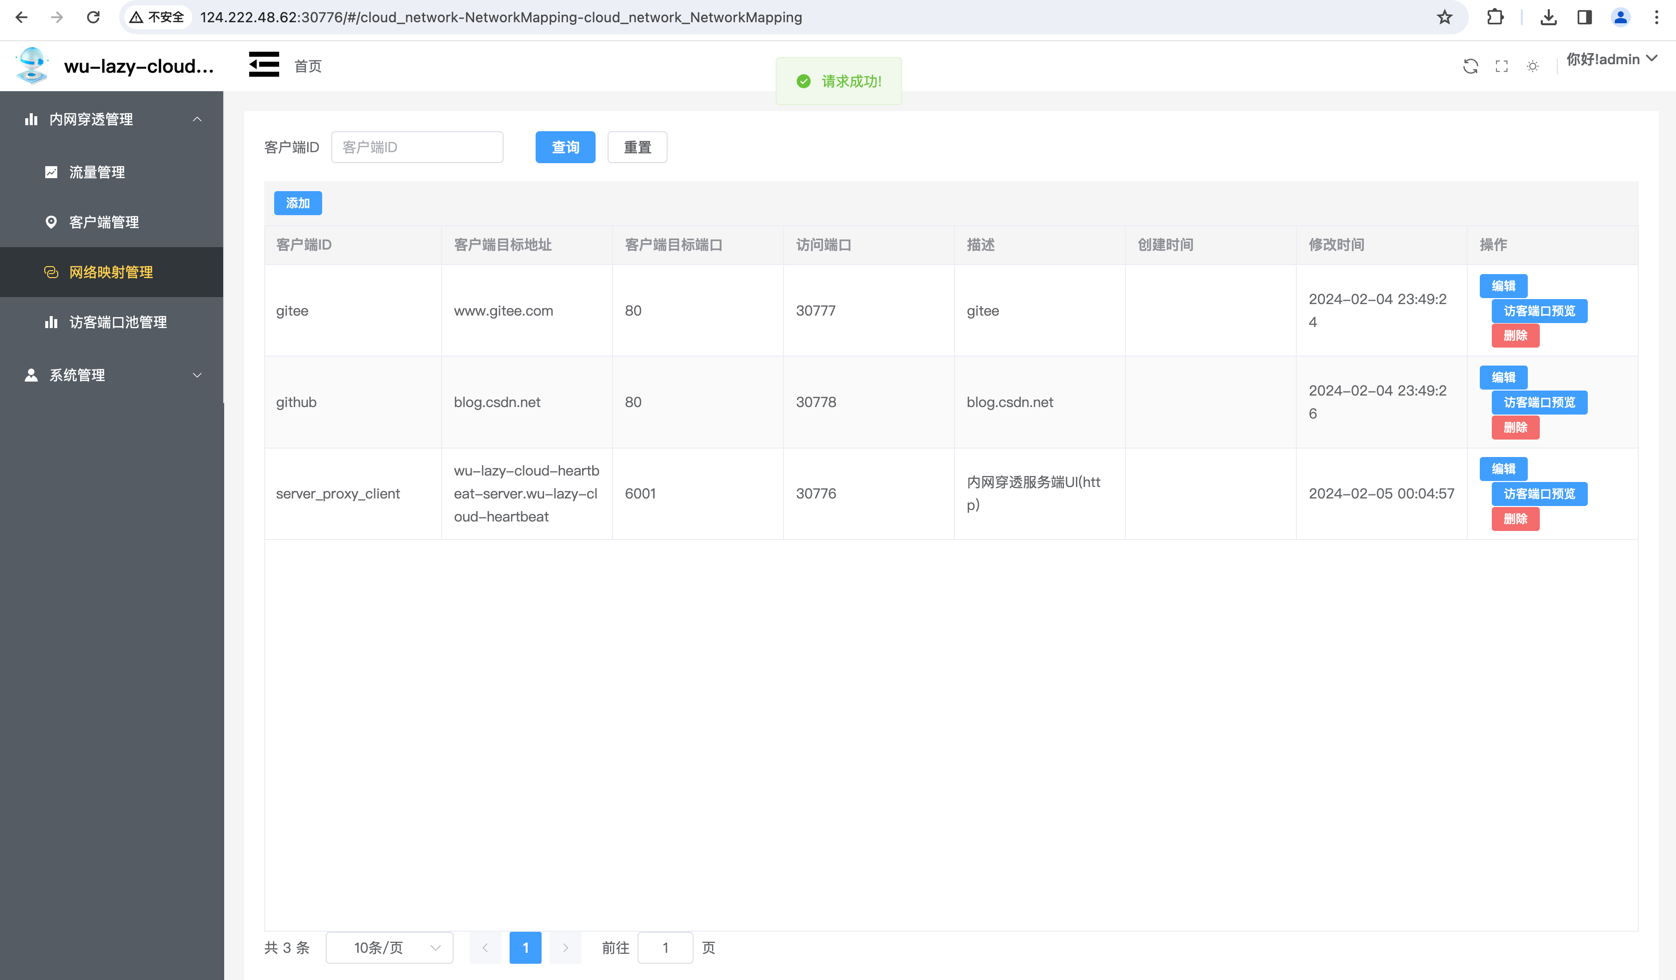 不安全
124.222.48.62:30776/#/cloud_network-NetworkMapping-cloud_network_NetworkMapping
wu-lazy-cloud...
首页
请求成功!
你好!admin
内网穿透管理
流量管理
客户端管理
网络映射管理
访客端口池管理
系统管理
客户端ID
客户端ID
查询
重置
添加
客户端ID
客户端目标地址
客户端目标端口
访问端口
描述
创建时间
修改时间
操作
gitee
www.gitee.com
80
30777
gitee
2024-02-04 23:49:2
4
编辑
访客端口预览
删除
github
blog.csdn.net
80
30778
blog.csdn.net
2024-02-04 23:49:2
6
编辑
访客端口预览
删除
server_proxy_client
wu-lazy-cloud-heartb
eat-server.wu-lazy-cl
oud-heartbeat
6001
30776
内网穿透服务端UI(htt
p)
2024-02-05 00:04:57
编辑
访客端口预览
删除
共 3 条
10条/页
1
前往
1
页